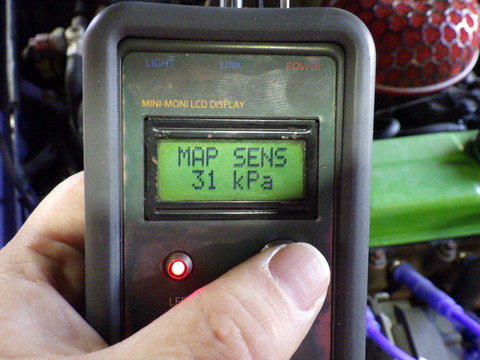 LIGHT LINK POWER
MINI-MONI LCD DISPLAY
MAP SENS
31 kPa